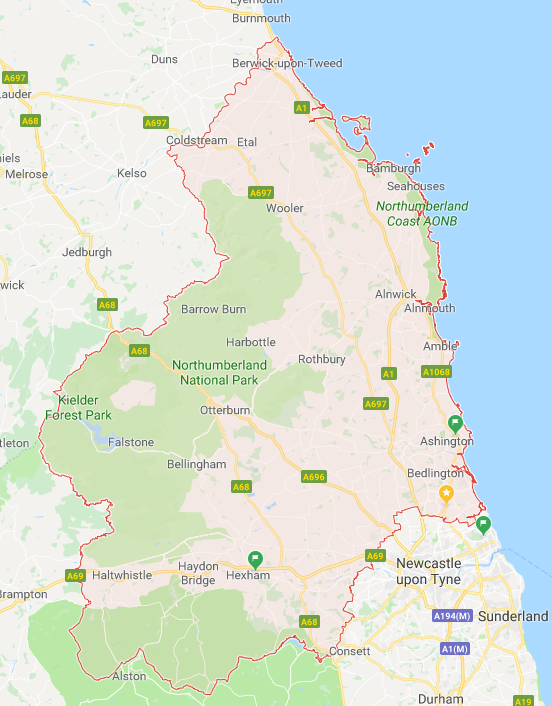 Eyemouth
Burnmouth
Duns
Berwick-upon-Tweed
A697
Lauder
A1
A68
A697
Coldstream
Etal
niels
Melrose
Kelso
Bamburgh
Seahouses
A697
Wooler
Northumberland
Coast AONB
Jedburgh
wick
Alnwick
A68
Alnmouth
Barrow Burn
Harbottle
Amble
A68
Rothbury
Northumberland
National Park
A1
A1068
Kielder
Forest Park
A697
Otterburn
tleton
Falstone
Ashington
Bellingham
Bedlington
A68
A696
A69
Newcastle
upon Tyne
A69
Haltwhistle
Haydon
Bridge
Hexham
Brampton
A194(M)
Sunderland
A68
Consett
A1(M)
Alston
Durham
A19